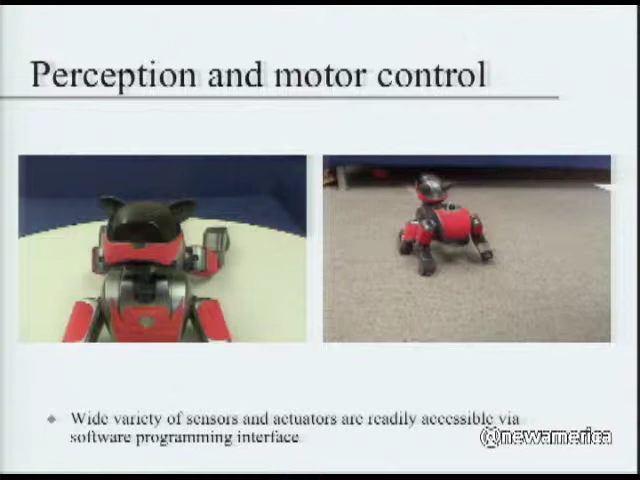 Perception and motor control
Wide variety of sensors and actuators are readily accessible via
software programming interface
@newamerica